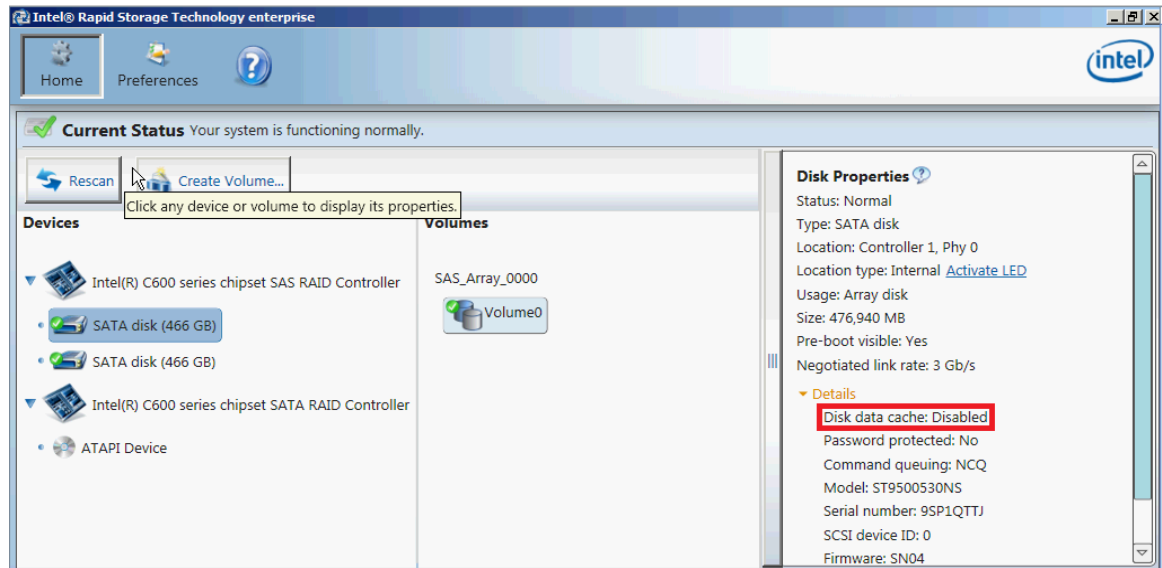 Intel® Rapid Storage Technology enterprise
Home
Preferences
?
intel
Current Status Your system is functioning normally.
Rescan
Create Volume...
Click any device or volume to display its properties.
Devices
Intel(R) C600 series chipset SAS RAID Controller
SATA disk (466 GB)
SATA disk (466 GB)
Intel(R) C600 series chipset SATA RAID Controller
ATAPI Device
Volumes
SAS_Array_0000
Volume0
Disk Properties ?
Status: Normal
Type: SATA disk
Location: Controller 1, Phy 0
Location type: Internal Activate LED
Usage: Array disk
Size: 476,940 MB
Pre-boot visible: Yes
Negotiated link rate: 3 Gb/s
Details
Disk data cache: Disabled
Password protected: No
Command queuing: NCQ
Model: ST9500530NS
Serial number: 9SP1QTTJ
SCSI device ID: 0
Firmware: SN04